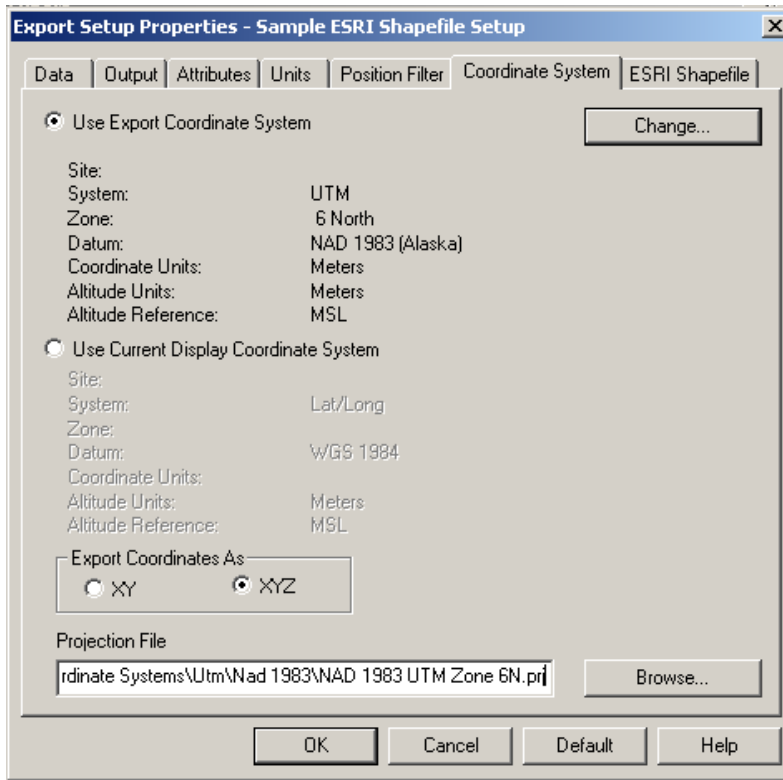 Export Setup Properties - Sample ESRI Shapefile Setup
Data Output Attributes Units Position Filter Coordinate System ESRI Shapefile
Use Export Coordinate System Change...
Site:
System: UTM
Zone: 6 North
Datum: NAD 1983 (Alaska)
Coordinate Units: Meters
Altitude Units: Meters
Altitude Reference: MSL
Use Current Display Coordinate System
Site:
System: Lat/Long
Zone:
Datum: WGS 1984
Coordinate Units:
Altitude Units: Meters
Altitude Reference: MSL
Export Coordinates As
XY XYZ
Projection File
rdinate Systems\Utm\Nad 1983\NAD 1983 UTM Zone 6N.prj Browse...
OK Cancel Default Help